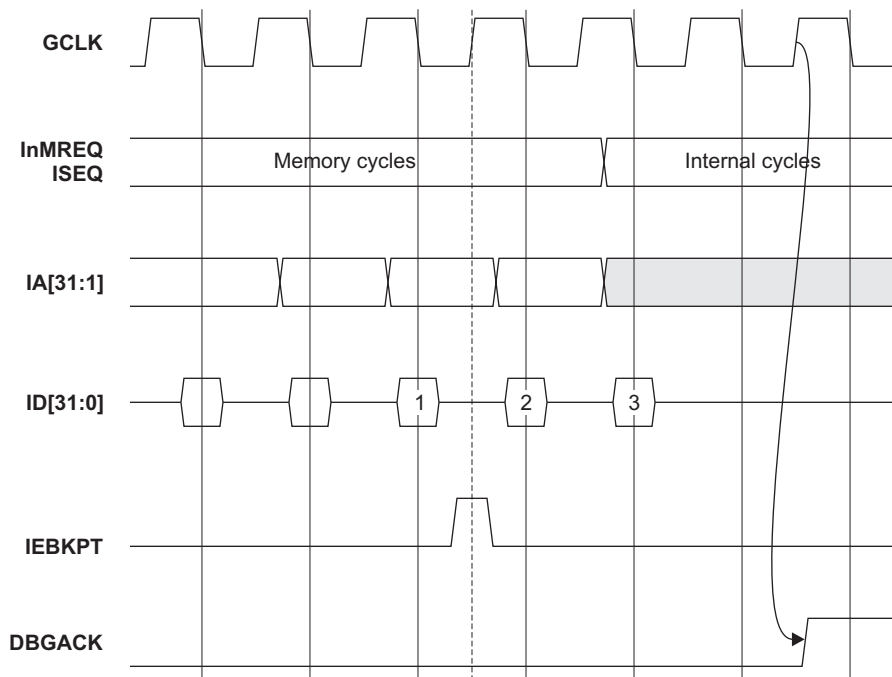 GCLK
InMREQ
ISEQ
Memory cycles
Internal cycles
IA[31:1]
ID[31:0]
1
2
3
IEBKPT
DBGACK